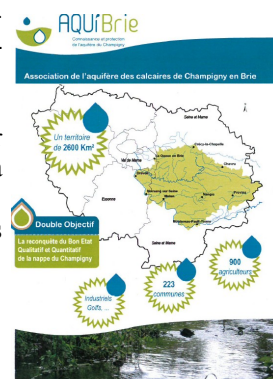 AQUiBrie
Connaissance et protection
de l'aquifère du Champigny
Association de l'aquifère des calcaires de Champigny en Brie
Un territoire
de 2600 Km²
Seine et Marne
Val de Marne
Essonne
Seine et Marne
Double Objectif
La reconquête du Bon Etat
Qualitatif et Quantitatif
de la nappe du Champigny
900
agriculteurs
223
communes
Industriels
Golfs, ...